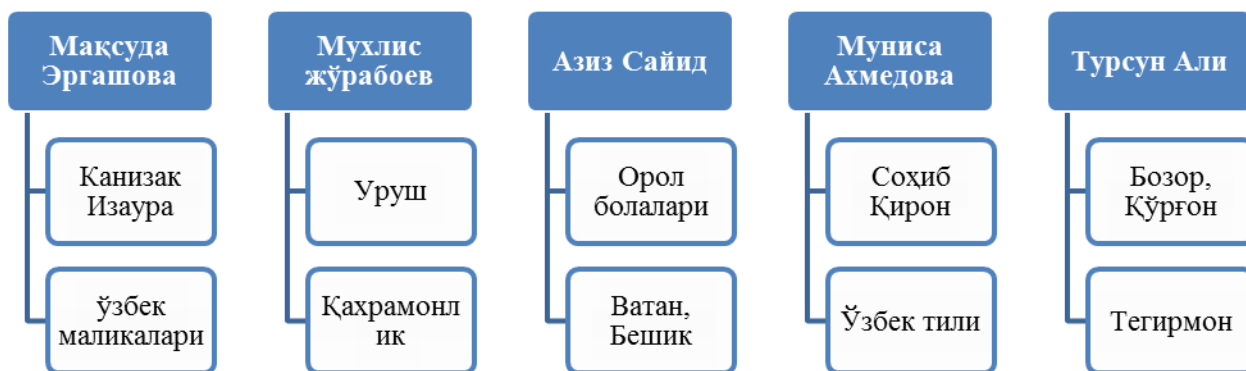 Мақсуда
Эргашова
Канизак
Изаура
ўзбек
маликалари
Мухлис
жўрабоев
Уруш
Қахрамонл
ик
Азиз Сайид
Орол
болалари
Ватан,
Бешик
Муниса
Ахмедова
Соҳиб
Қирон
Ўзбек тили
Турсун Али
Бозор,
Қўрғон
Тегирмон